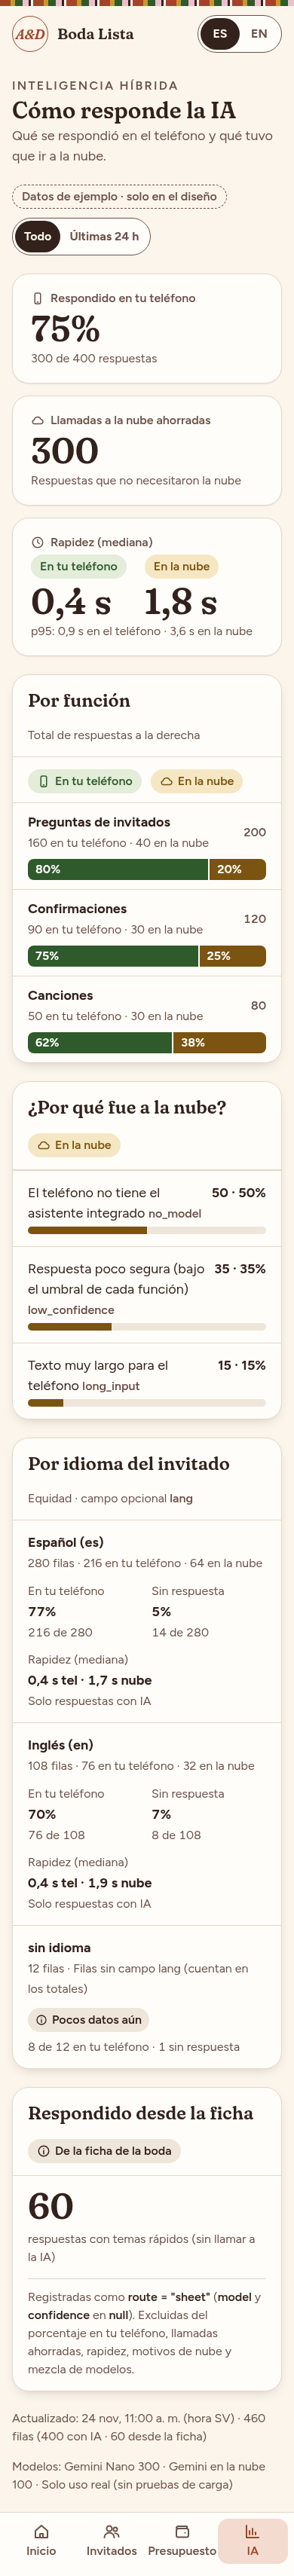 A&D Boda Lista ES EN
INTELIGENCIA HÍBRIDA
Cómo responde la IA
Qué se respondió en el teléfono y qué tuvo
que ir a la nube.
Datos de ejemplo · solo en el diseño
Todo Últimas 24 h
Respondido en tu teléfono
75%
300 de 400 respuestas
Llamadas a la nube ahorradas
300
Respuestas que no necesitaron la nube
Rapidez (mediana)
En tu teléfono En la nube
0,4 s 1,8 s
p95: 0,9 s en el teléfono · 3,6 s en la nube
Por función
Total de respuestas a la derecha
En tu teléfono En la nube
Preguntas de invitados 200
160 en tu teléfono · 40 en la nube
80% 20%
Confirmaciones 120
90 en tu teléfono · 30 en la nube
75% 25%
Canciones 80
50 en tu teléfono · 30 en la nube
62% 38%
¿Por qué fue a la nube?
En la nube
El teléfono no tiene el 50 · 50%
asistente integrado no_model
Respuesta poco segura (bajo 35 · 35%
el umbral de cada función)
low_confidence
Texto muy largo para el 15 · 15%
teléfono long_input
Por idioma del invitado
Equidad · campo opcional lang
Español (es)
280 filas · 216 en tu teléfono · 64 en la nube
En tu teléfono Sin respuesta
77% 5%
216 de 280 14 de 280
Rapidez (mediana)
0,4 s tel · 1,7 s nube
Solo respuestas con IA
Inglés (en)
108 filas · 76 en tu teléfono · 32 en la nube
En tu teléfono Sin respuesta
70% 7%
76 de 108 8 de 108
Rapidez (mediana)
0,4 s tel · 1,9 s nube
Solo respuestas con IA
sin idioma
12 filas · Filas sin campo lang (cuentan en
los totales)
Pocos datos aún
8 de 12 en tu teléfono · 1 sin respuesta
Respondido desde la ficha
De la ficha de la boda
60
respuestas con temas rápidos (sin llamar a
la IA)
Registradas como route = "sheet" (model y
confidence en null). Excluidas del
porcentaje en tu teléfono, llamadas
ahorradas, rapidez, motivos de nube y
mezcla de modelos.
Actualizado: 24 nov, 11:00 a. m. (hora SV) · 460
filas (400 con IA · 60 desde la ficha)
Modelos: Gemini Nano 300 · Gemini en la nube
100 · Solo uso real (sin pruebas de carga)
Inicio Invitados Presupuesto IA